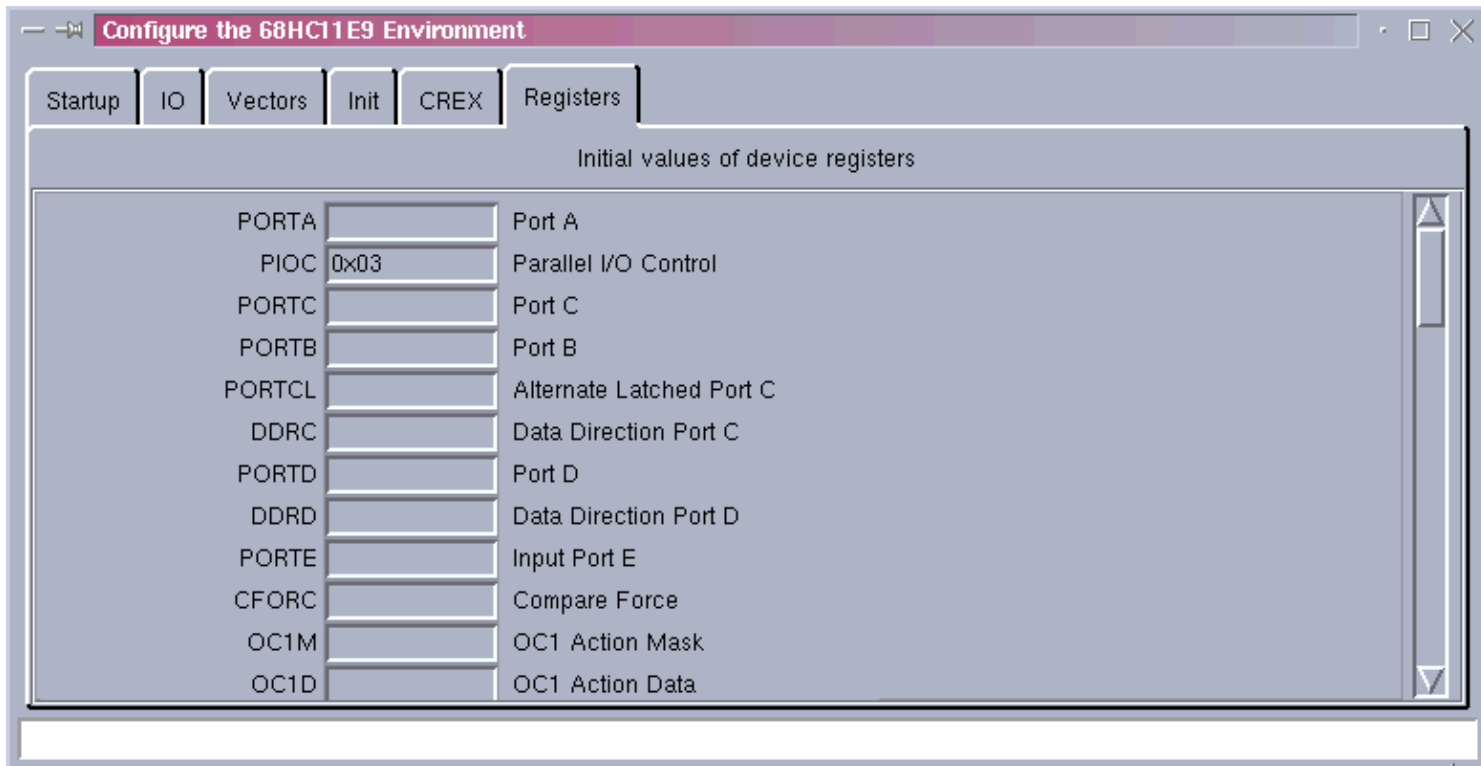 Configure the 68HC11E9 Environment
Startup IO Vectors Init CREX Registers
Initial values of device registers
PORTA Port A
PIOC 0x03 Parallel I/O Control
PORTC Port C
PORTB Port B
PORTCL Alternate Latched Port C
DDRC Data Direction Port C
PORTD Port D
DDRD Data Direction Port D
PORTE Input Port E
CFORC Compare Force
OC1M OC1 Action Mask
OC1D OC1 Action Data